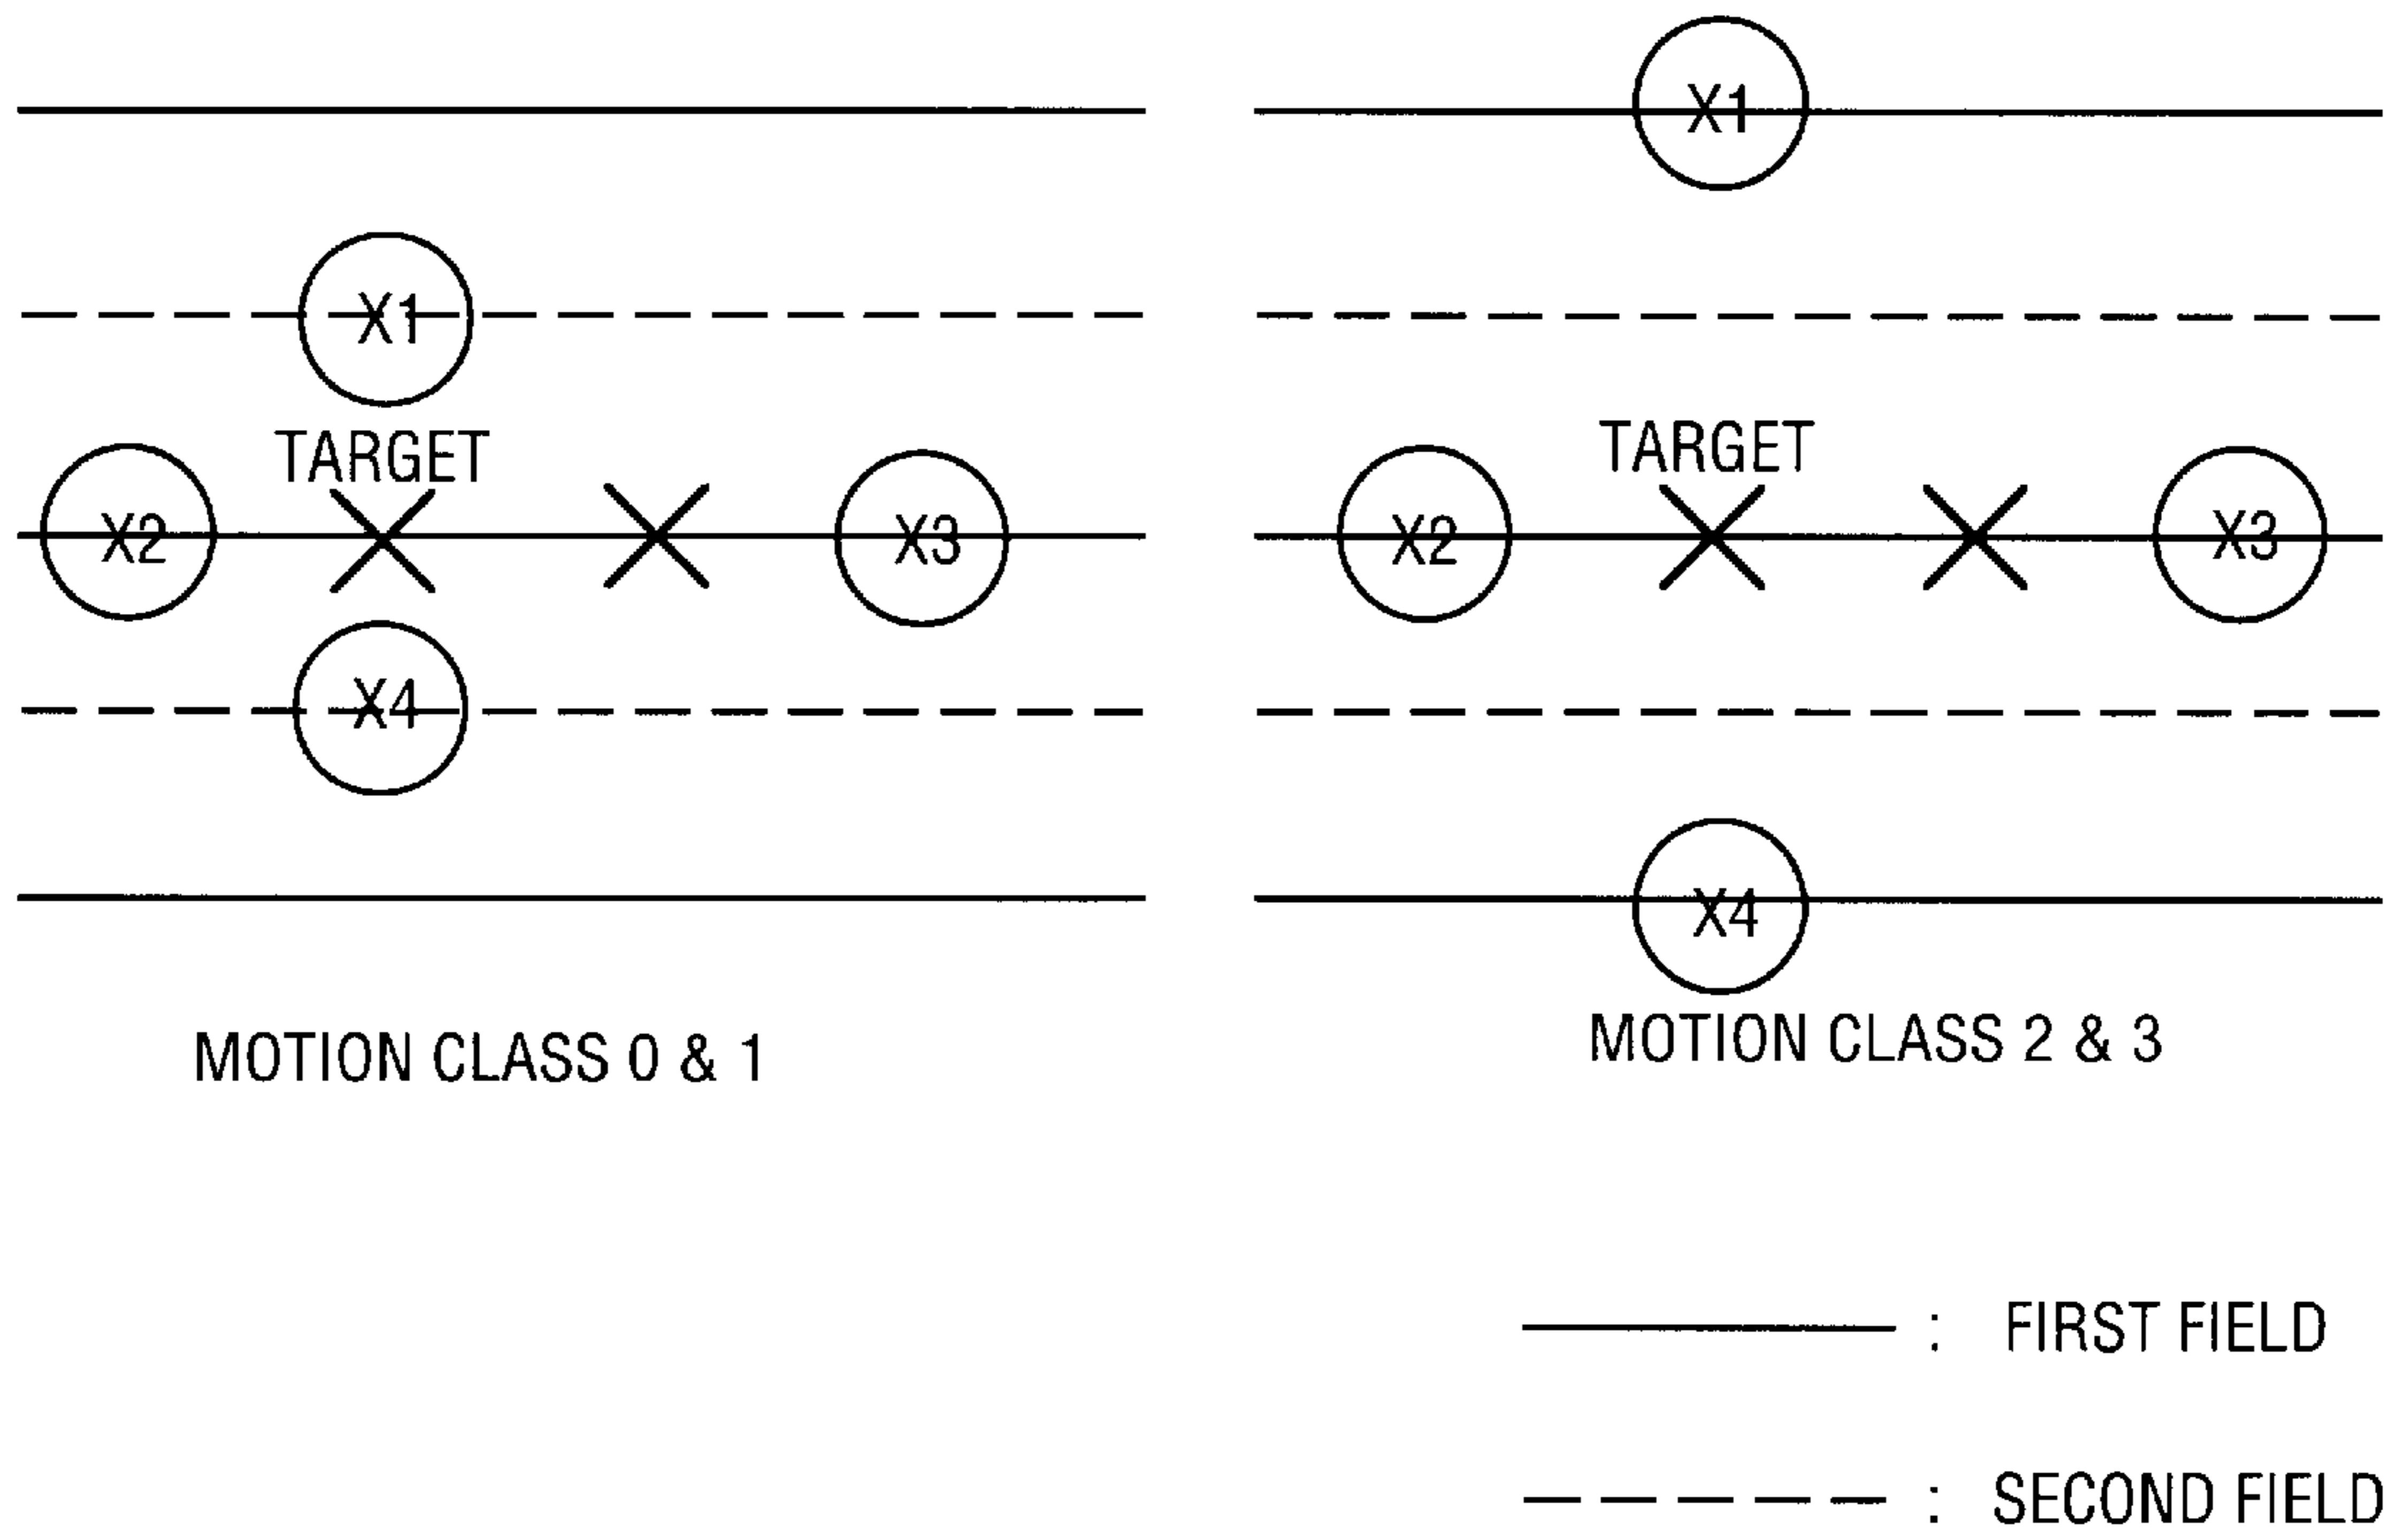 X1
X1
TARGET
X2
X3
X4
MOTION CLASS 0 & 1
TARGET
X2
X3
X4
MOTION CLASS 2 & 3
: FIRST FIELD
: SECOND FIELD